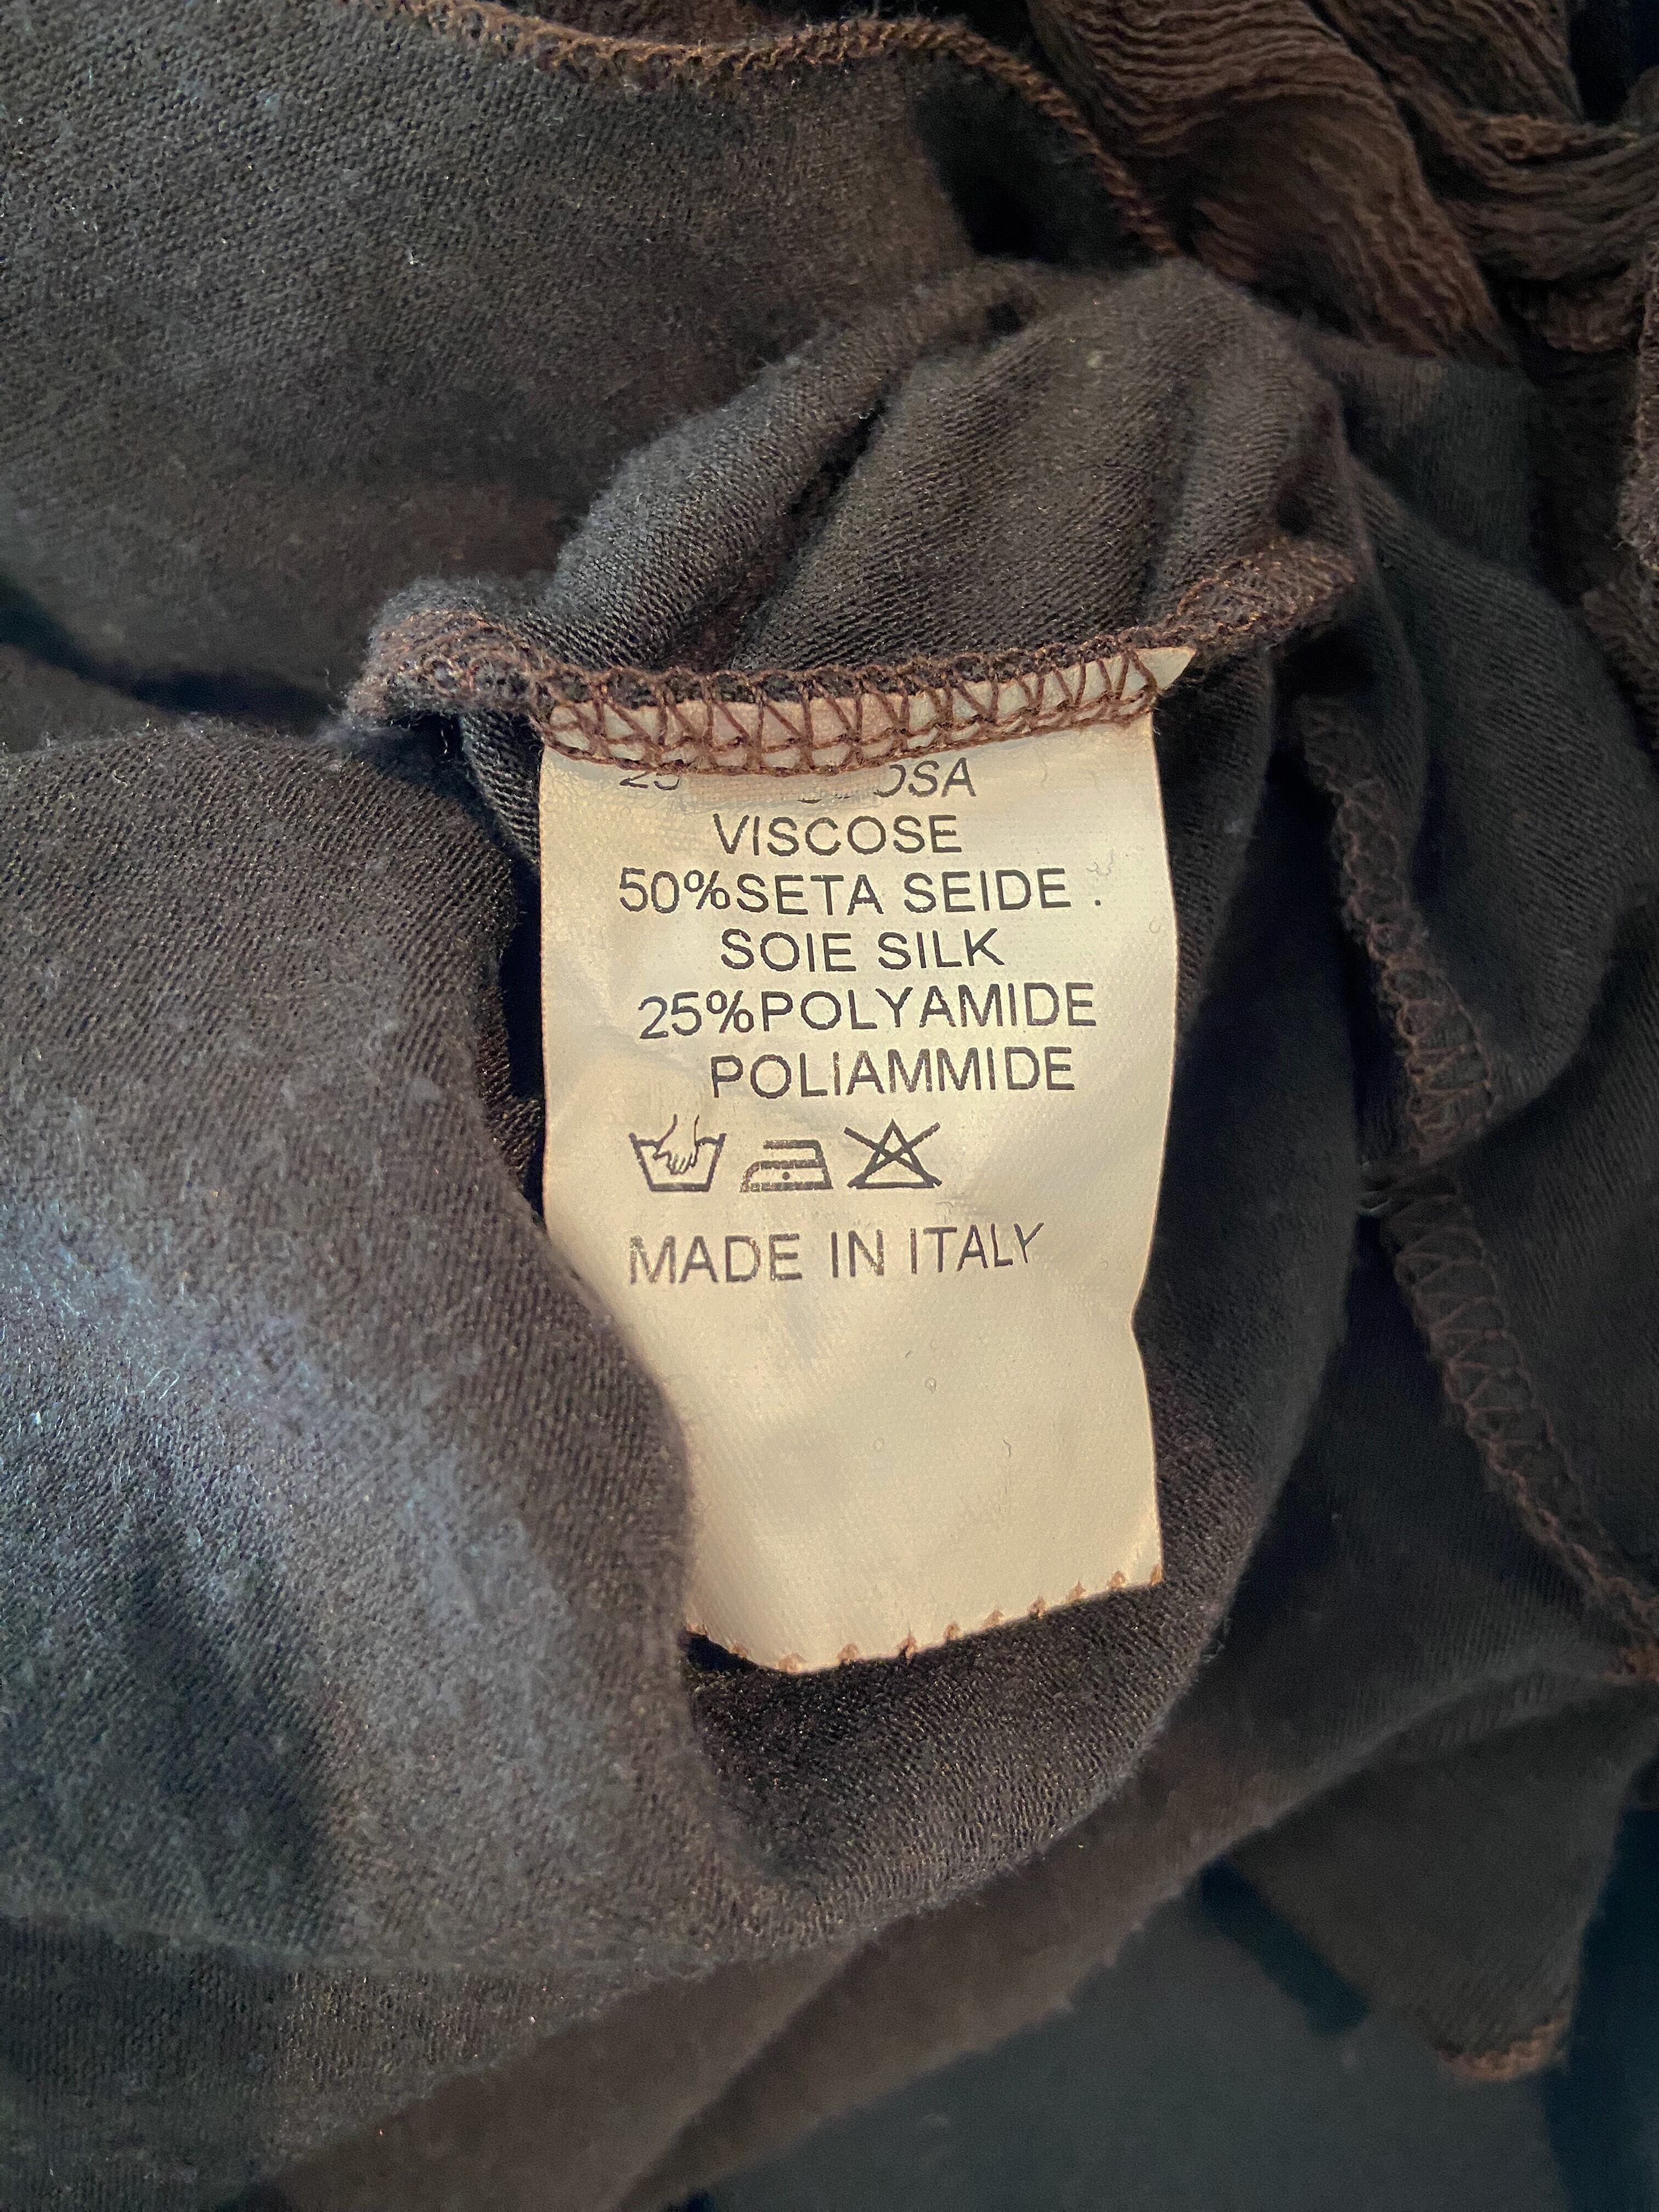 VISCOSE
50%SETA SEIDE .
SOIE SILK
25%POLYAMIDE
POLIAMMIDE
MADE IN ITALY